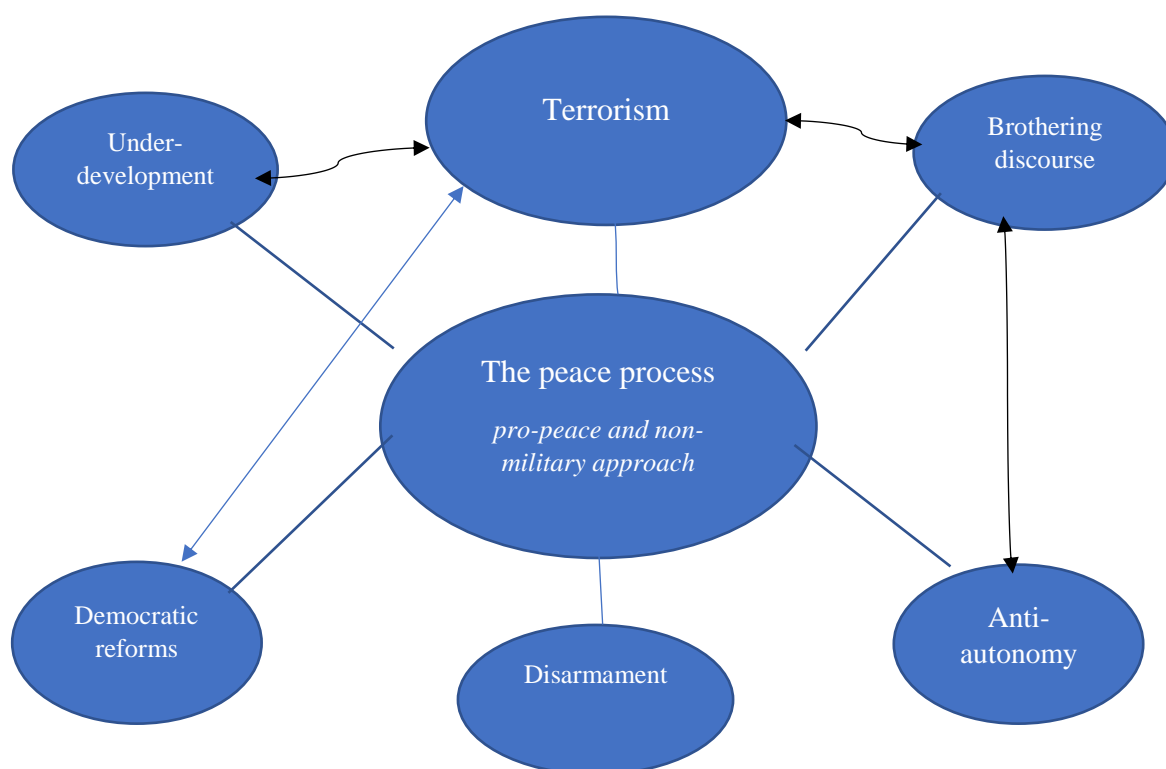 Terrorism
Under-
development
Brothering
discourse
The peace process
pro-peace and non-
military approach
Democratic
reforms
Anti-
autonomy
Disarmament